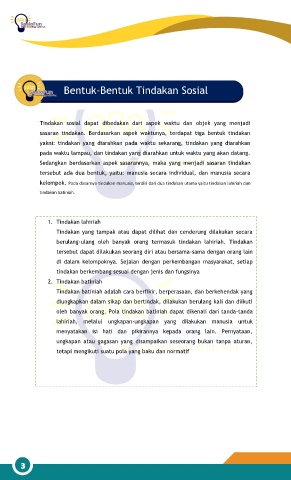 Bentuk-Bentuk Tindakan Sosial
Tindakan sosial dapat dibedakan dari aspek waktu dan objek yang menjadi
sasaran tindakan. Berdasarkan aspek waktunya, terdapat tiga bentuk tindakan
yakni: tindakan yang diarahkan pada waktu sekarang, tindakan yang diarahkan
pada waktu lampau, dan tindakan yang diarahkan untuk waktu yang akan datang.
Sedangkan berdasarkan aspek sasarannya, maka yang menjadi sasaran tindakan
tersebut ada dua bentuk, yaitu: manusia secara individual, dan manusia secara
kelompok. Pada dasarnya tindakan manusia, terdiri dari dua tindakan utama yaitu tindakan lahiriah dan
tindakan batiniah.
1. Tindakan lahiriah
Tindakan yang tampak atau dapat dilihat dan cenderung dilakukan secara
berulang-ulang oleh banyak orang termasuk tindakan lahiriah. Tindakan
tersebut dapat dilakukan seorang diri atau bersama-sama dengan orang lain
di dalam kelompoknya. Sejalan dengan perkembangan masyarakat, setiap
tindakan berkembang sesuai dengan jenis dan fungsinya
2. Tindakan batiniah
Tindakan batiniah adalah cara berfikir, berperasaan, dan berkehendak yang
diungkapkan dalam sikap dan bertindak, dilakukan berulang kali dan diikuti
oleh banyak orang. Pola tindakan batiniah dapat dikenali dari tanda-tanda
lahiriah, melalui ungkapan-ungkapan yang dilakukan manusia untuk
menyatakan isi hati dan pikirannya kepada orang lain. Pernyataan,
ungkapan atau gagasan yang disampaikan seseorang bukan tanpa aturan,
tetapi mengikuti suatu pola yang baku dan normatif
3